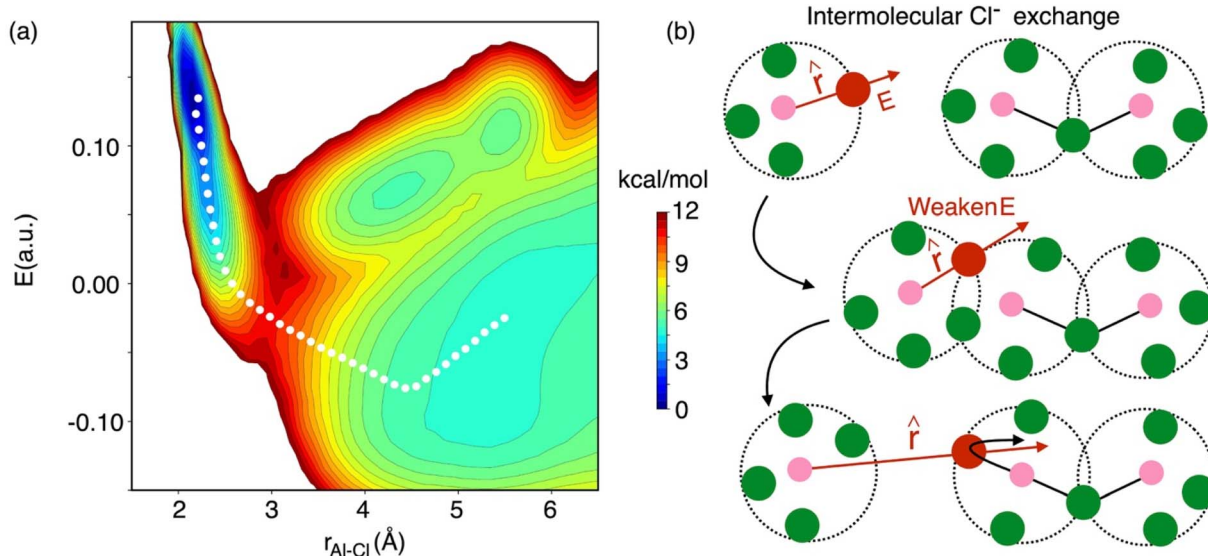 (a)
E(a.u.)
0.10
0.00
-0.10
2
3
4
5
6
r_Al-Cl (Å)
kcal/mol
12
9
6
3
0
(b)
Intermolecular Cl⁻ exchange
r̂
E
Weaken E
r̂
r̂